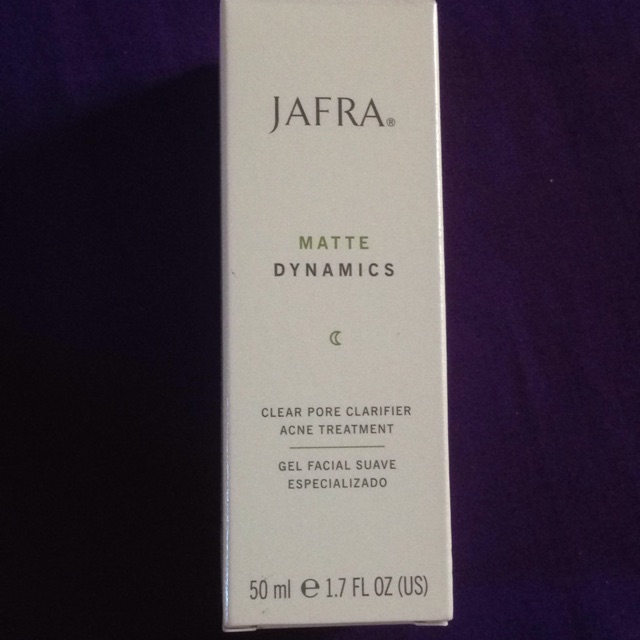 JAFRA®
MATTE
DYNAMICS
CLEAR PORE CLARIFIER
ACNE TREATMENT
GEL FACIAL SUAVE
ESPECIALIZADO
50 ml ℮ 1.7 FL OZ (US)